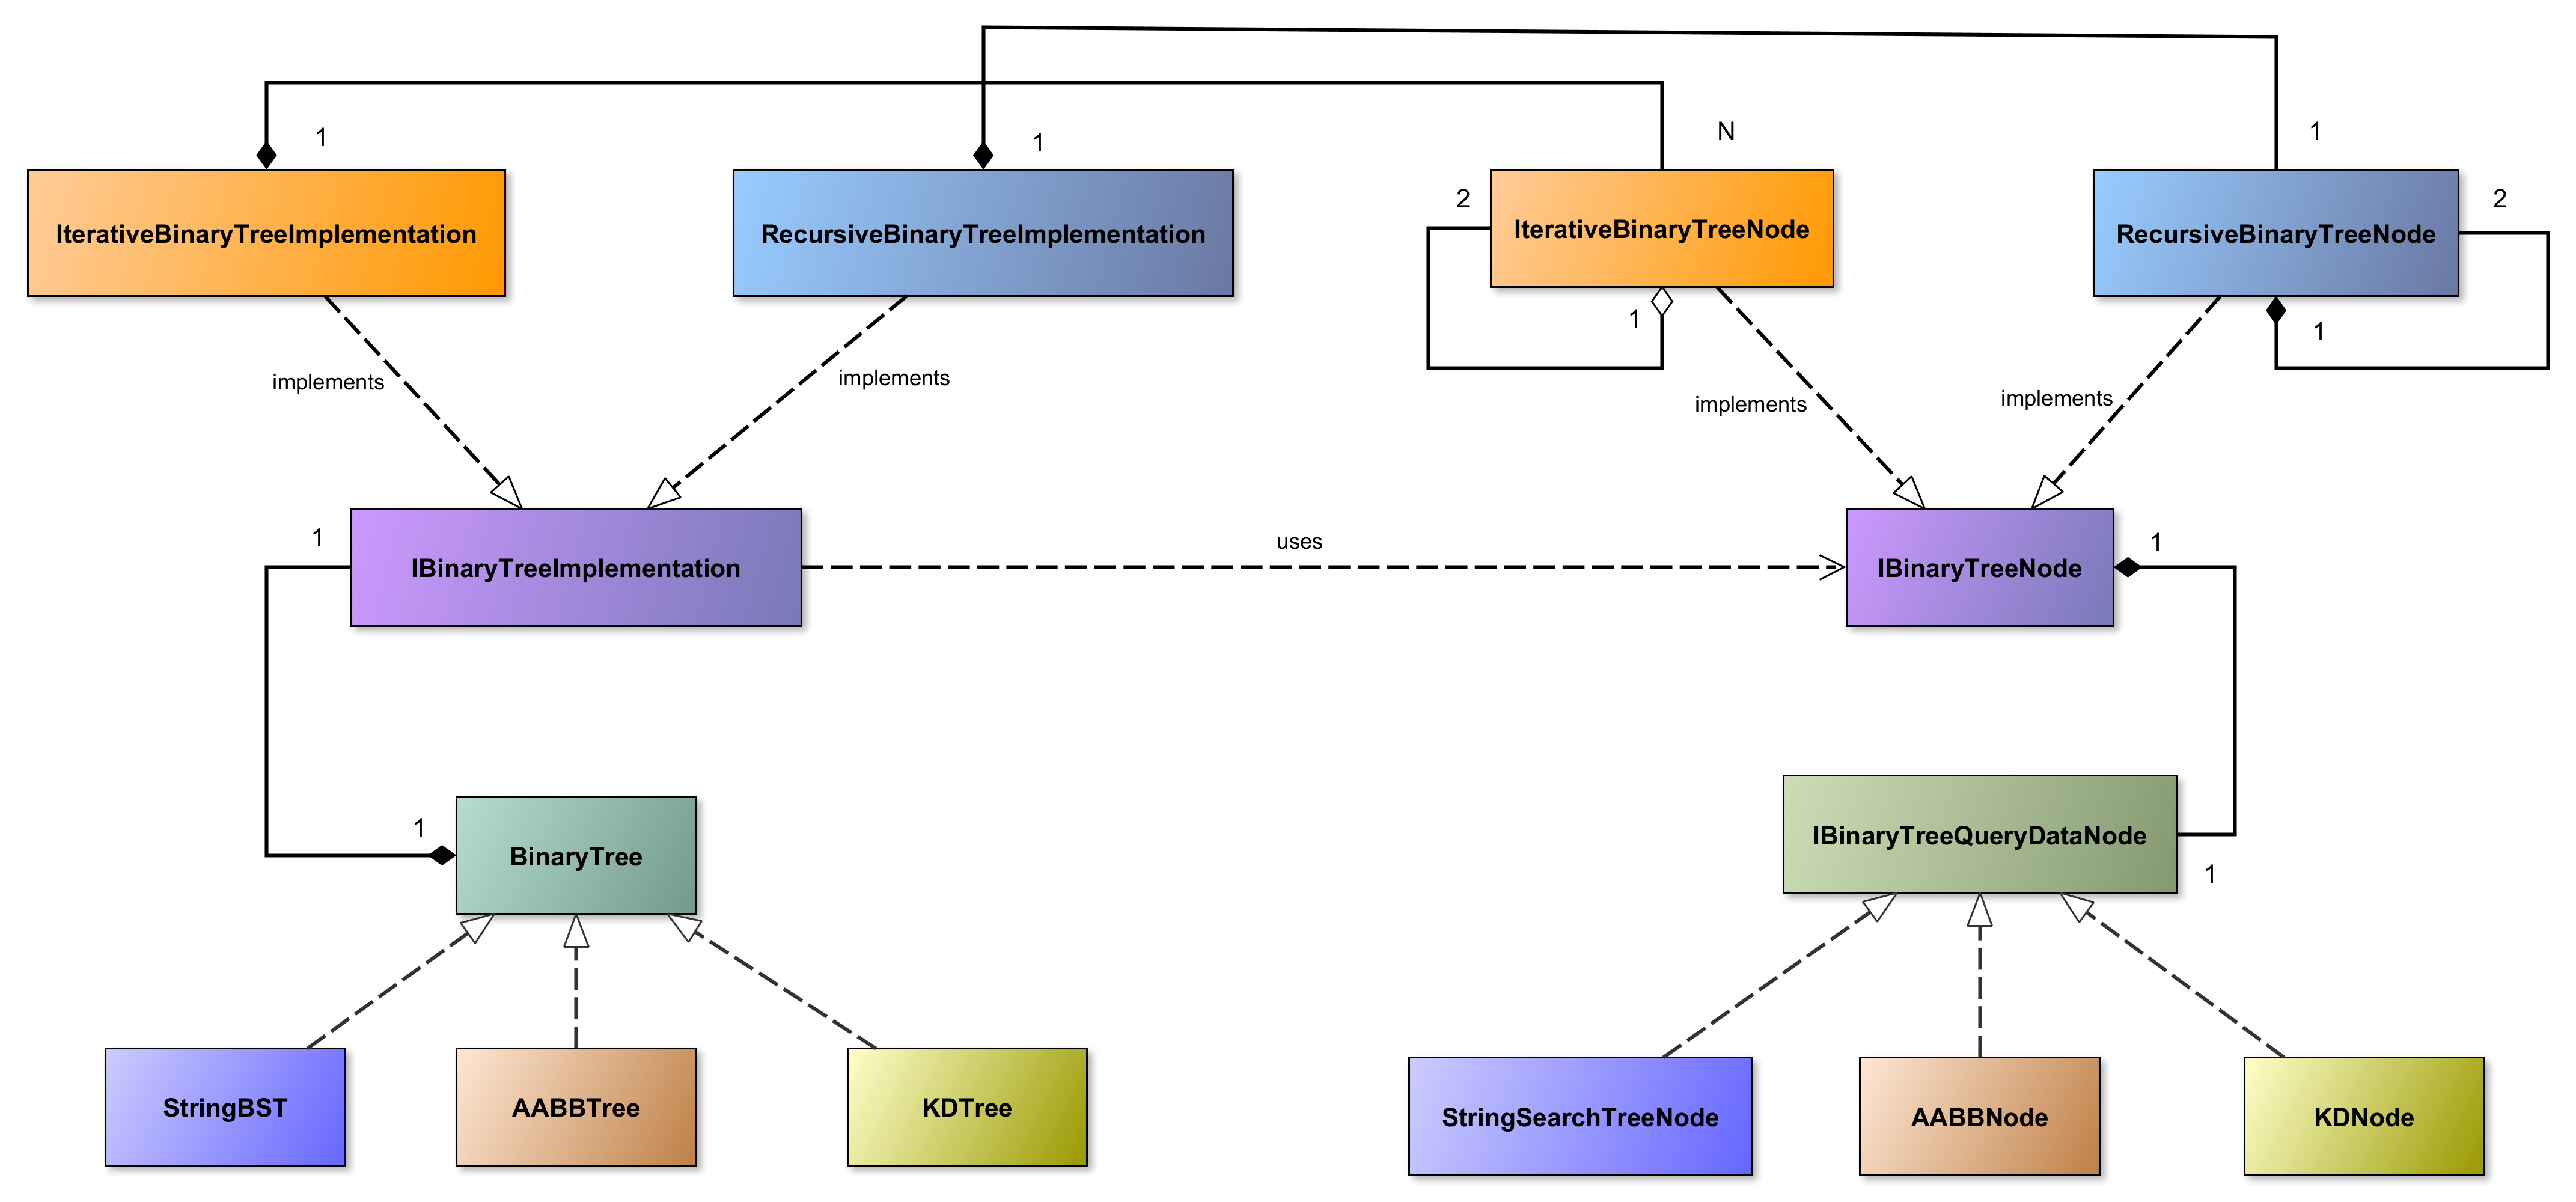 1
1
N
1
IterativeBinaryTreeImplementation
RecursiveBinaryTreeImplementation
2
IterativeBinaryTreeNode
RecursiveBinaryTreeNode
2
1
1
implements
implements
implements
implements
1
IBinaryTreeImplementation
uses
IBinaryTreeNode
1
1
BinaryTree
IBinaryTreeQueryDataNode
1
StringBST
AABBTree
KDTree
StringSearchTreeNode
AABBNode
KDNode